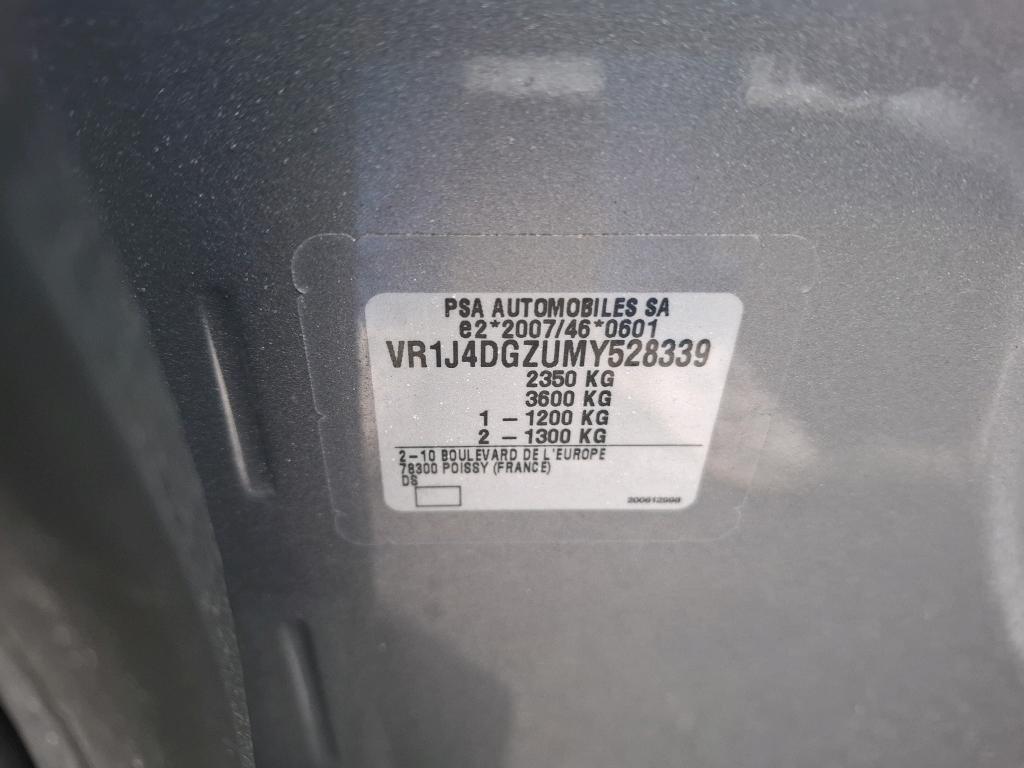 PSA AUTOMOBILES SA
e2*2007/46*0601
VR1J4DGZUMY528339
2350 KG
3600 KG
1 – 1200 KG
2 – 1300 KG
2–10 BOULEVARD DE L'EUROPE
78300 POISSY (FRANCE)
DS